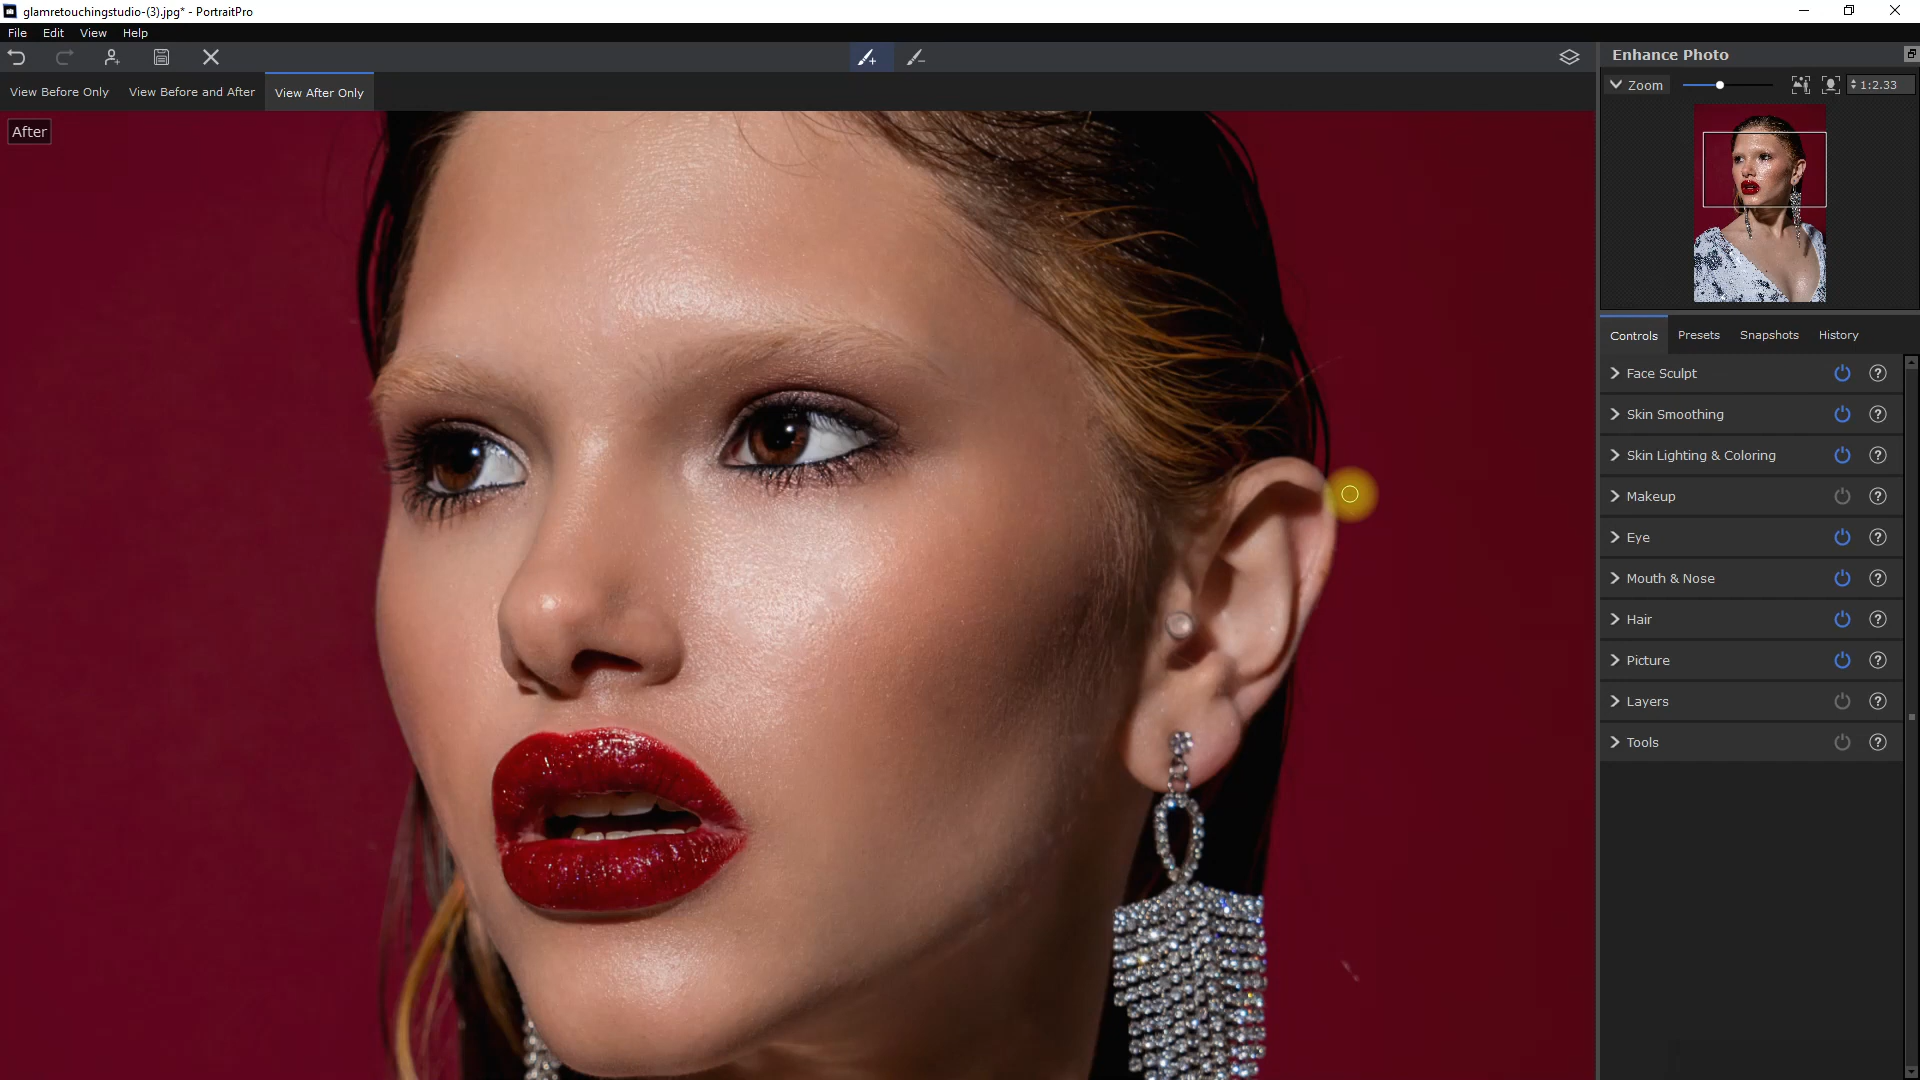 glamretouchingstudio-(3).jpg* - PortraitPro
File Edit View Help
Enhance Photo
View Before Only View Before and After View After Only
Zoom 1:2.33
After
Controls Presets Snapshots History
Face Sculpt ?
Skin Smoothing ?
Skin Lighting & Coloring ?
Makeup ?
Eye ?
Mouth & Nose ?
Hair ?
Picture ?
Layers ?
Tools ?